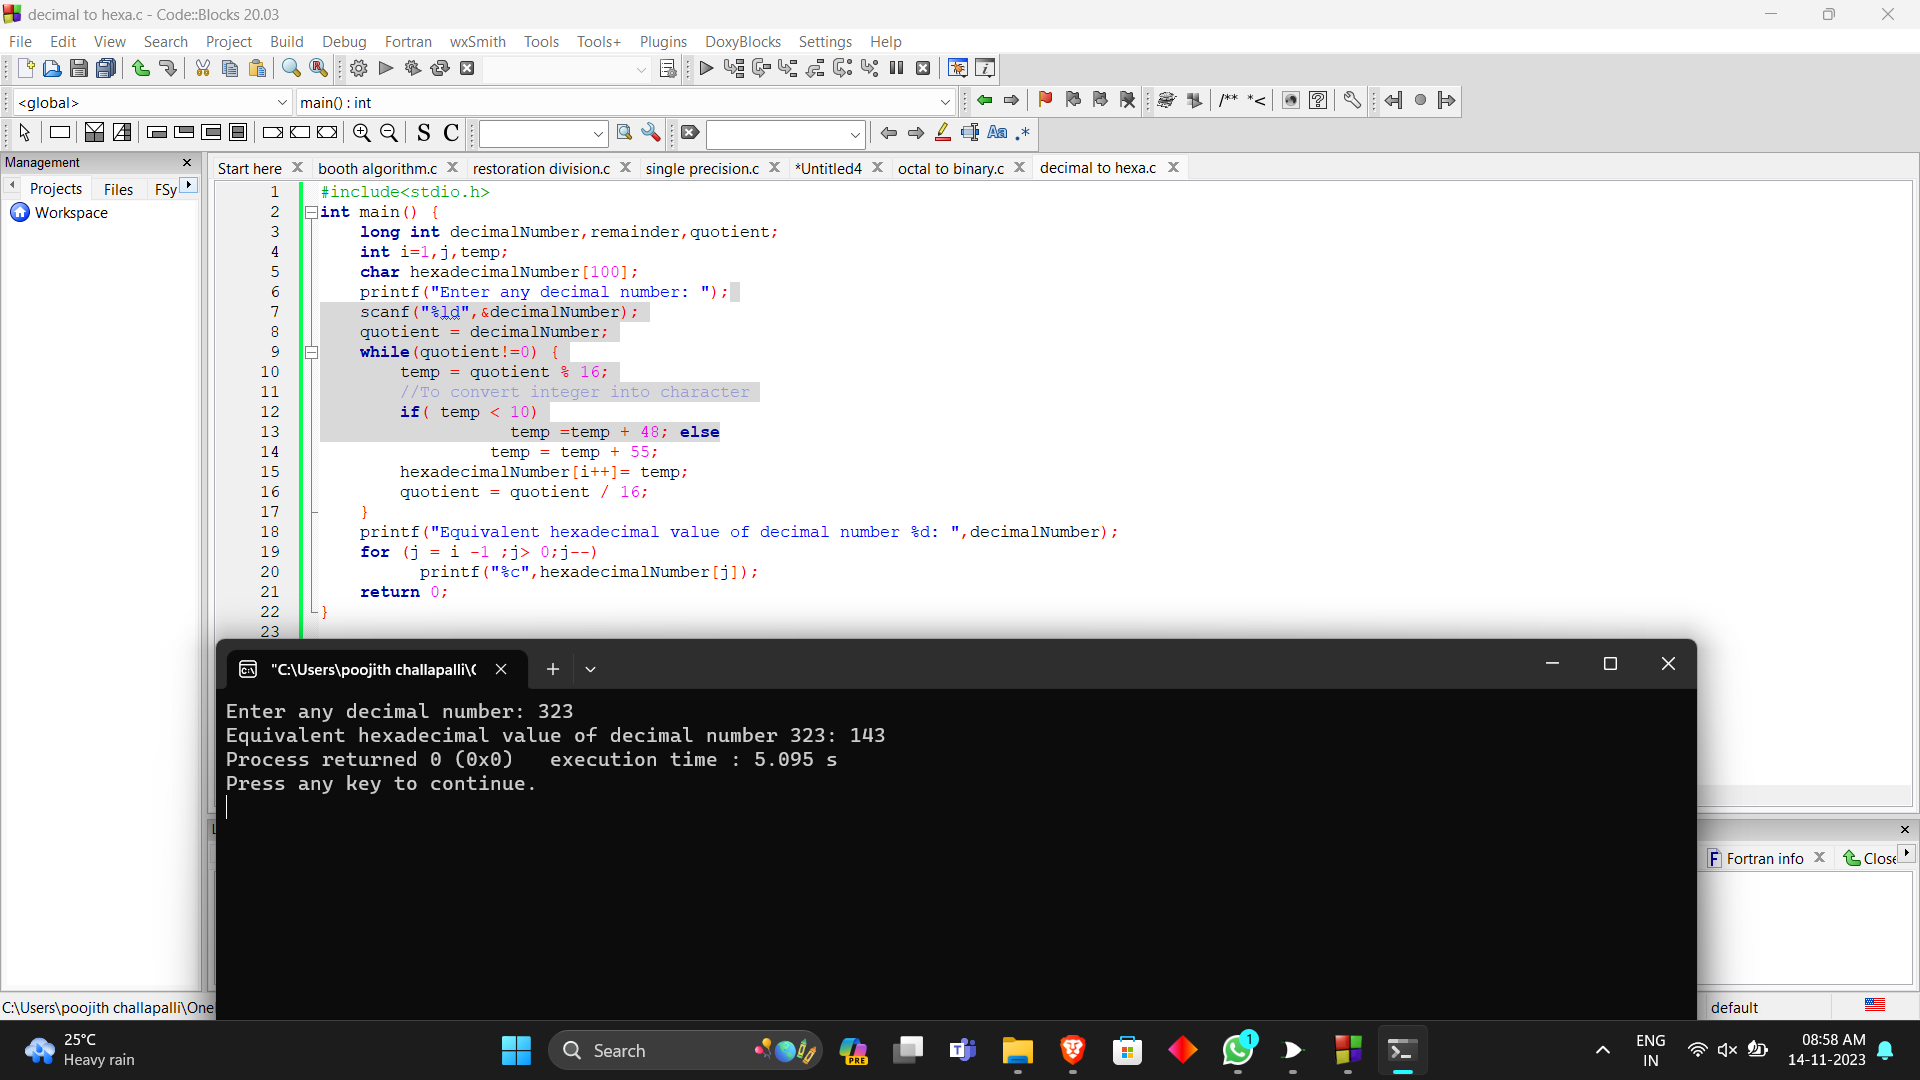 decimal to hexa.c - Code::Blocks 20.03
File Edit View Search Project Build Debug Fortran wxSmith Tools Tools+ Plugins DoxyBlocks Settings Help
<global> main() : int
/** *<
S C Aa .*
Management
Projects Files FSy
Workspace
Start here booth algorithm.c restoration division.c single precision.c *Untitled4 octal to binary.c decimal to hexa.c
1 #include<stdio.h>
2 int main() {
3 long int decimalNumber,remainder,quotient;
4 int i=1,j,temp;
5 char hexadecimalNumber[100];
6 printf("Enter any decimal number: ");
7 scanf("%ld",&decimalNumber);
8 quotient = decimalNumber;
9 while(quotient!=0) {
10 temp = quotient % 16;
11 //To convert integer into character
12 if( temp < 10)
13 temp =temp + 48; else
14 temp = temp + 55;
15 hexadecimalNumber[i++]= temp;
16 quotient = quotient / 16;
17 }
18 printf("Equivalent hexadecimal value of decimal number %d: ",decimalNumber);
19 for (j = i -1 ;j> 0;j--)
20 printf("%c",hexadecimalNumber[j]);
21 return 0;
22 }
23
"C:\Users\poojith challapalli\
Enter any decimal number: 323
Equivalent hexadecimal value of decimal number 323: 143
Process returned 0 (0x0) execution time : 5.095 s
Press any key to continue.
F Fortran info Close
C:\Users\poojith challapalli\One
default
25°C
Heavy rain
Search
PRE
1
ENG
IN
08:58 AM
14-11-2023